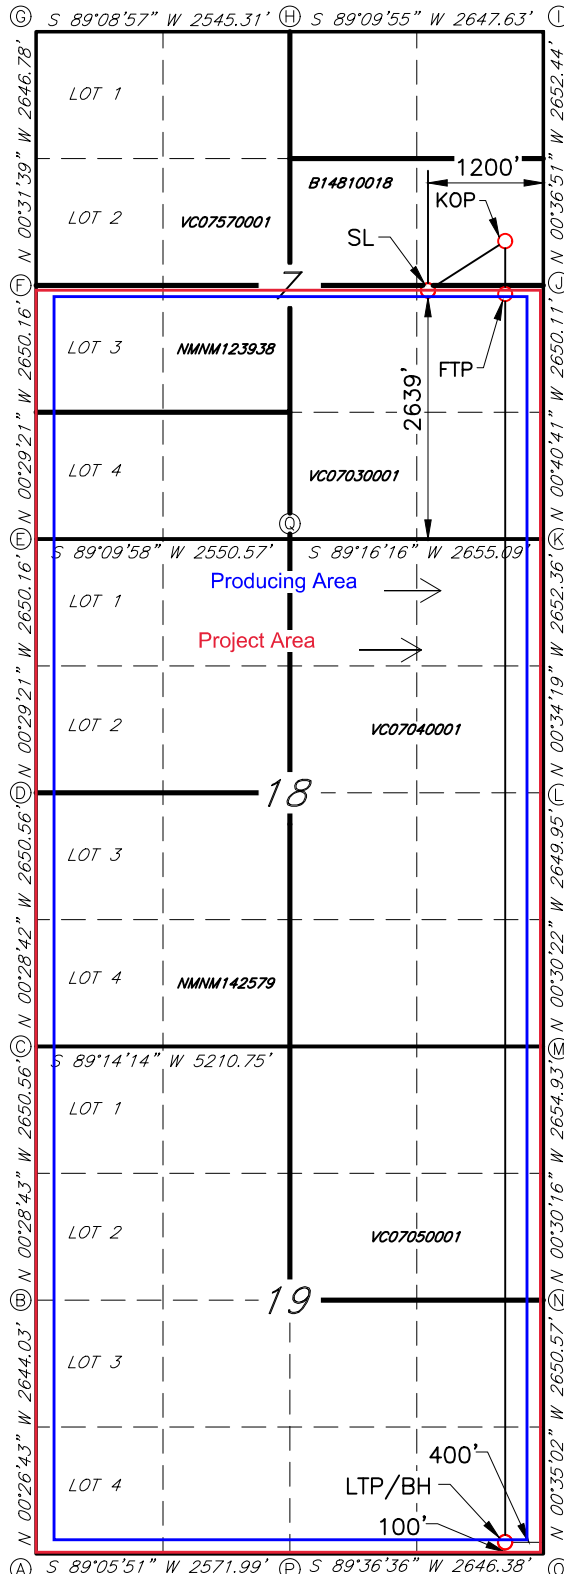 G S 89°08'57" W 2545.31' H S 89°09'55" W 2647.63' I
N 00°31'39" W 2646.78'
N 00°36'51" W 2652.44'
LOT 1
1200'
B14810018
KOP
LOT 2
VC07570001
SL
F
7
J
N 00°29'21" W 2650.16'
N 00°40'41" W 2650.11'
LOT 3
NMNM123938
FTP
2639'
LOT 4
VC07030001
Q
E
K
S 89°09'58" W 2550.57' S 89°16'16" W 2655.09'
N 00°29'21" W 2650.16'
N 00°34'19" W 2652.36'
Producing Area
LOT 1
Project Area
LOT 2
VC07040001
D
18
L
N 00°28'42" W 2650.56'
N 00°30'22" W 2649.95'
LOT 3
LOT 4
NMNM142579
C
M
S 89°14'14" W 5210.75'
N 00°28'43" W 2650.56'
N 00°30'16" W 2654.93'
LOT 1
LOT 2
VC07050001
B
19
N
N 00°26'43" W 2644.03'
N 00°35'02" W 2650.57'
LOT 3
400'
LOT 4
LTP/BH
100'
A S 89°05'51" W 2571.99' P S 89°36'36" W 2646.38' O